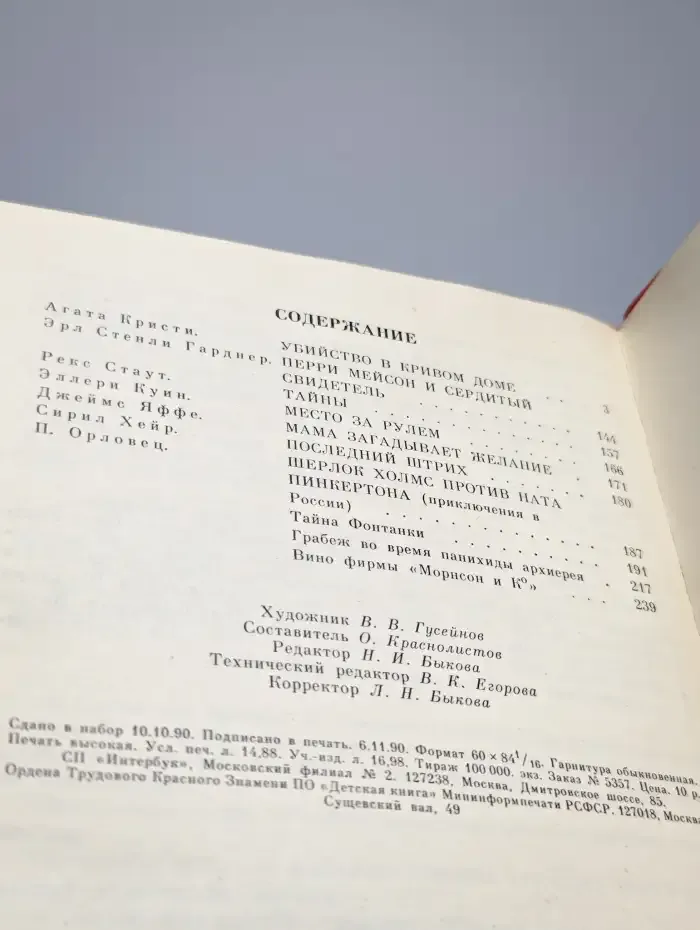 СОДЕРЖАНИЕ
Агата Кристи. УБИЙСТВО В КРИВОМ ДОМЕ . . 3
Эрл Стенли Гарднер. ПЕРРИ МЕЙСОН И СЕРДИТЫЙ
СВИДЕТЕЛЬ . . . . . . . . . 144
Рекс Стаут. ТАЙНЫ . . . . . . . . . . 157
Эллери Куин. МЕСТО ЗА РУЛЕМ . . . . . . 166
Джеймс Яффе. МАМА ЗАГАДЫВАЕТ ЖЕЛАНИЕ . 171
Сирил Хейр. ПОСЛЕДНИЙ ШТРИХ . . . . . . 180
П. Орловец. ШЕРЛОК ХОЛМС ПРОТИВ НАТА
ПИНКЕРТОНА (приключения в
России) . . . . . . . . . . 187
Тайна Фонтанки . . . . . . . 191
Грабеж во время панихиды архиерея . 217
Вино фирмы «Морисон и К°» . . . 239
Художник В. В. Гусейнов
Составитель О. Краснолистов
Редактор Н. И. Быкова
Технический редактор В. К. Егорова
Корректор Л. Н. Быкова
Сдано в набор 10.10.90. Подписано в печать. 6.11.90. Формат 60 × 84 1/16. Гарнитура обыкновенная.
Печать высокая. Усл. печ. л. 14,88. Уч.-изд. л. 16,98. Тираж 100 000. экз. Заказ № 5357. Цена. 10 р.
СП «Интербук», Московский филиал № 2. 127238, Москва, Дмитровское шоссе, 85.
Ордена Трудового Красного Знамени ПО «Детская книга» Мининформпечати РСФСР. 127018, Москва
Сущевский вал, 49